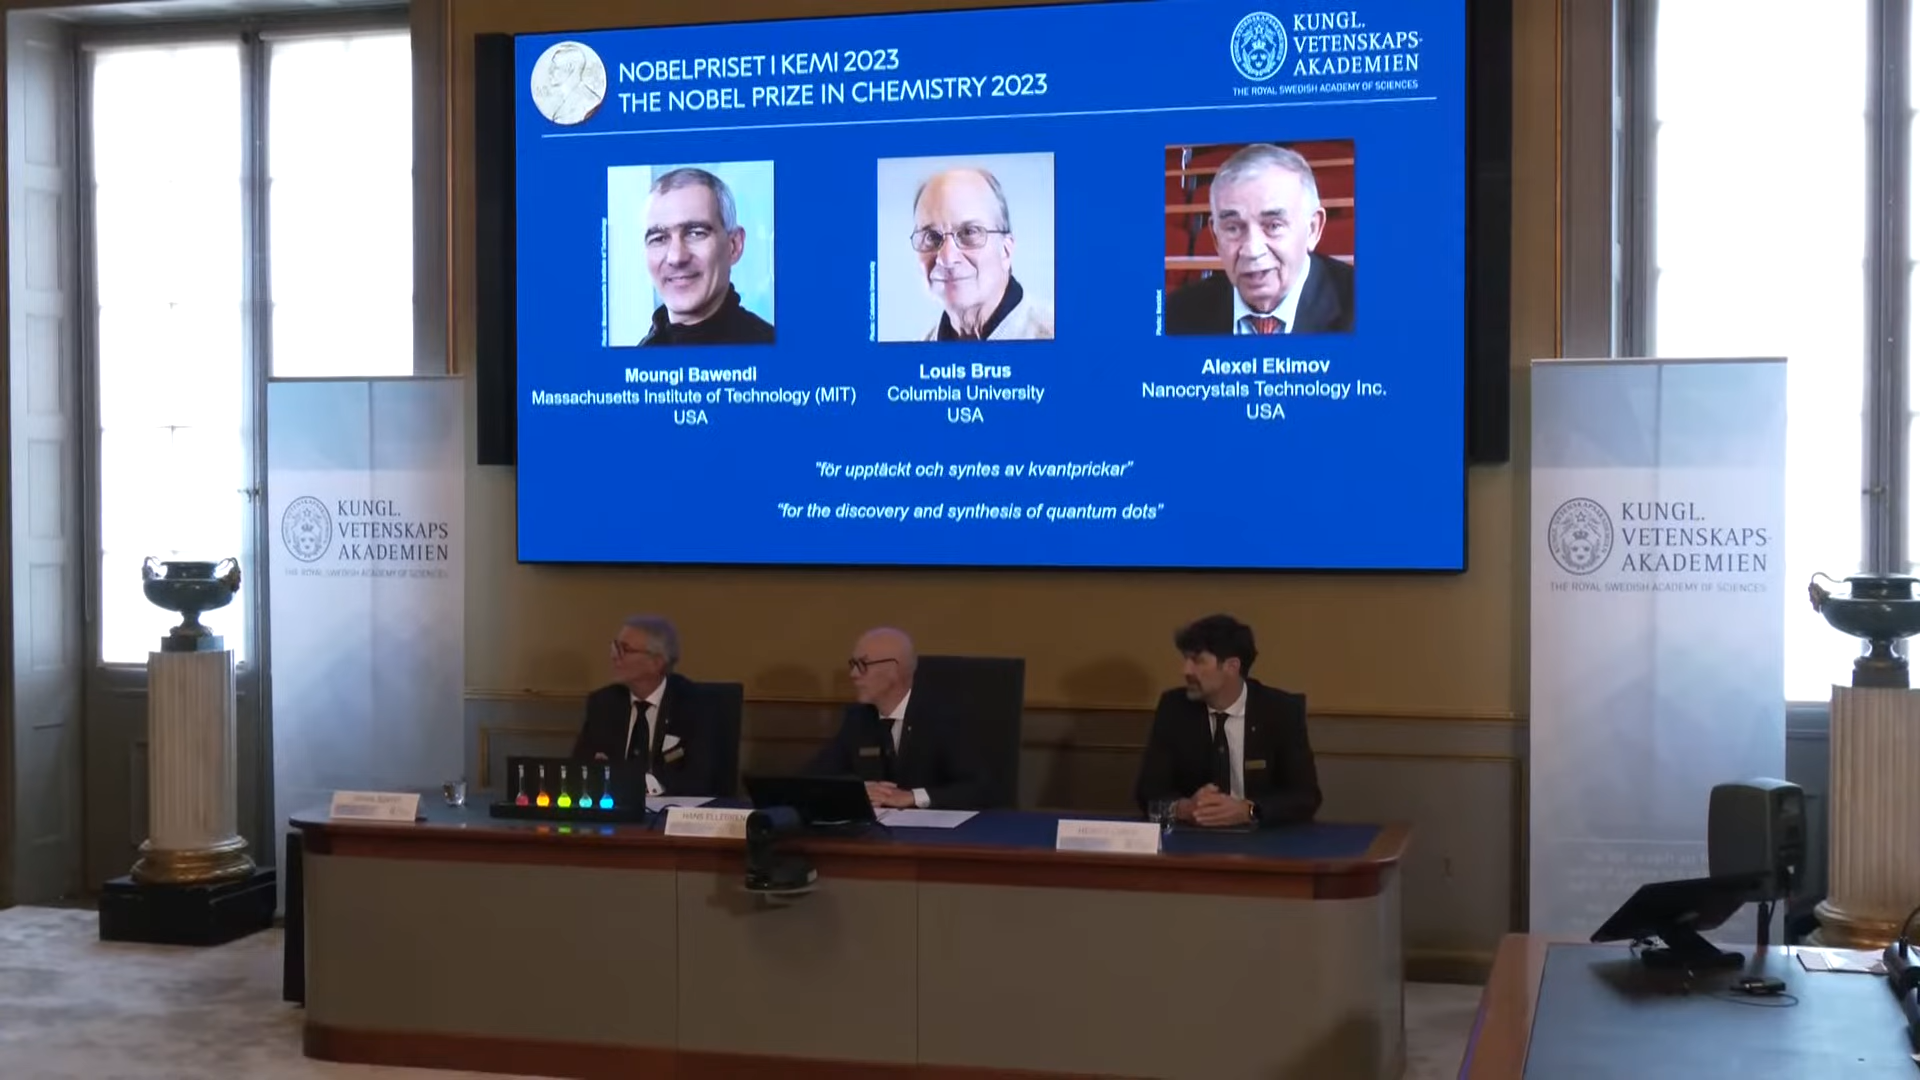 NOBELPRISET I KEMI 2023
THE NOBEL PRIZE IN CHEMISTRY 2023
KUNGL.
VETENSKAPS-
AKADEMIEN
THE ROYAL SWEDISH ACADEMY OF SCIENCES
Moungi Bawendi
Massachusetts Institute of Technology (MIT)
USA
Louis Brus
Columbia University
USA
Alexei Ekimov
Nanocrystals Technology Inc.
USA
"för upptäckt och syntes av kvantprickar"
"for the discovery and synthesis of quantum dots"
KUNGL.
VETENSKAPS
AKADEMIEN
THE ROYAL SWEDISH ACADEMY OF SCIENCES
KUNGL.
VETENSKAPS-
AKADEMIEN
THE ROYAL SWEDISH ACADEMY OF SCIENCES
HANS ELLEGREN